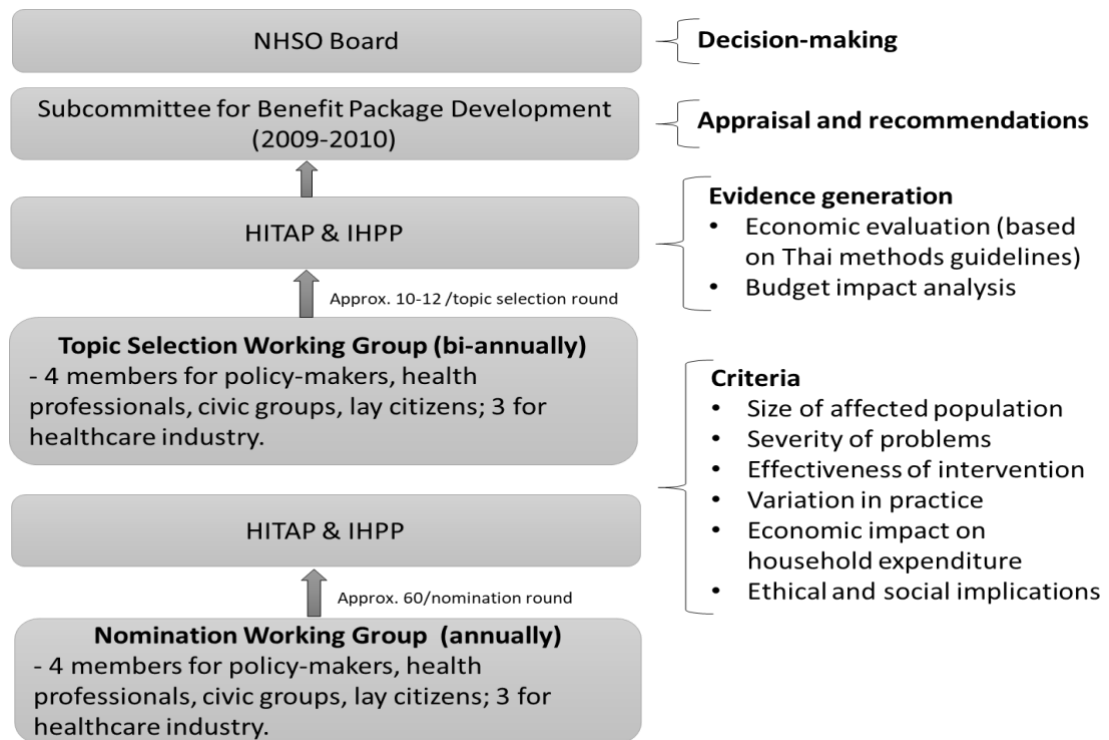 NHSO Board
Decision-making
Subcommittee for Benefit Package Development
(2009-2010)
Appraisal and recommendations
HITAP & IHPP
Evidence generation
• Economic evaluation (based
on Thai methods guidelines)
• Budget impact analysis
Approx. 10-12 /topic selection round
Topic Selection Working Group (bi-annually)
- 4 members for policy-makers, health
professionals, civic groups, lay citizens; 3 for
healthcare industry.
Criteria
• Size of affected population
• Severity of problems
• Effectiveness of intervention
• Variation in practice
• Economic impact on
household expenditure
• Ethical and social implications
HITAP & IHPP
Approx. 60/nomination round
Nomination Working Group (annually)
- 4 members for policy-makers, health
professionals, civic groups, lay citizens; 3 for
healthcare industry.